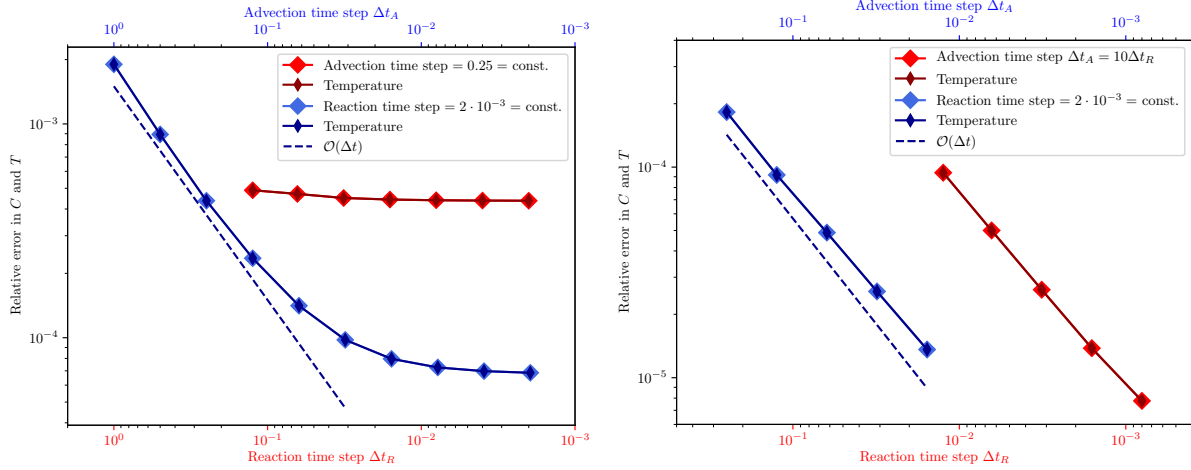 Advection time step Δt_A
10⁰ 10⁻¹ 10⁻² 10⁻³
Relative error in C and T
10⁻³
10⁻⁴
Advection time step = 0.25 = const.
Temperature
Reaction time step = 2 · 10⁻³ = const.
Temperature
𝒪(Δt)
10⁰ 10⁻¹ 10⁻² 10⁻³
Reaction time step Δt_R
Advection time step Δt_A
10⁻¹ 10⁻² 10⁻³
Relative error in C and T
10⁻⁴
10⁻⁵
Advection time step Δt_A = 10Δt_R
Temperature
Reaction time step = 2 · 10⁻³ = const.
Temperature
𝒪(Δt)
10⁻¹ 10⁻² 10⁻³
Reaction time step Δt_R